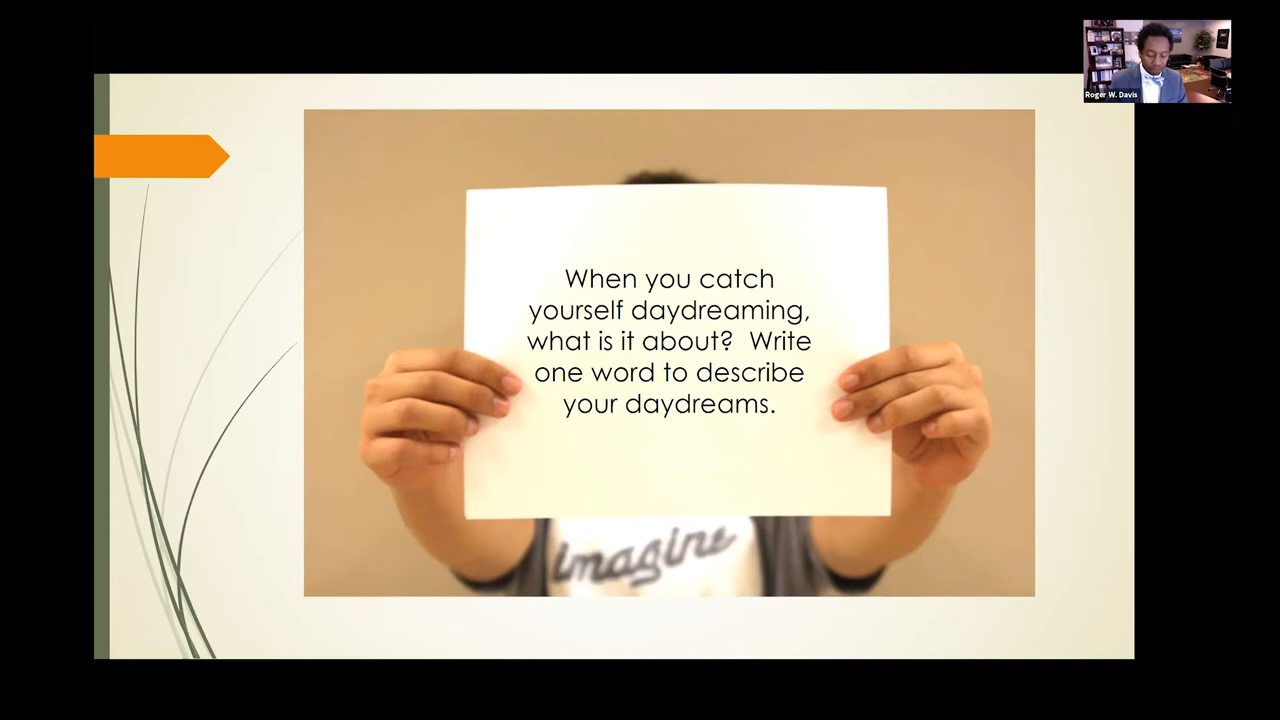 Roger W. Davis
When you catch
yourself daydreaming,
what is it about?  Write
one word to describe
your daydreams.
imagine